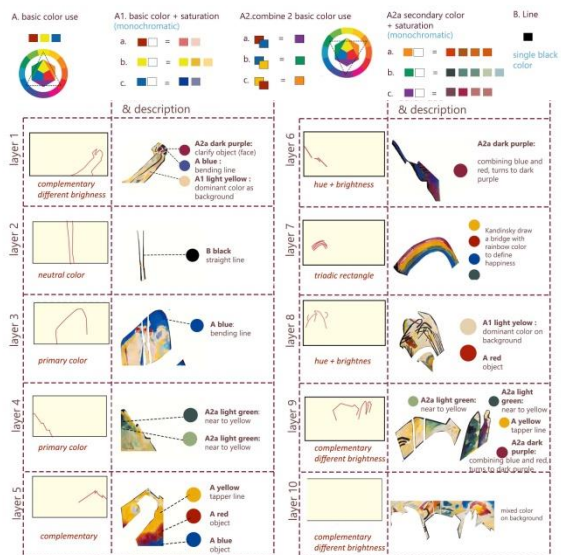 A. basic color use
A1. basic color + saturation
(monochromatic)
a.
=
b.
=
c.
=
A2.combine 2 basic color use
a.
=
b.
=
c.
=
A2a secondary color
+ saturation
(monochromatic)
a.
=
b.
=
c.
=
B. Line
single black
color
& description
layer 1
complementary
different brighness
A2a dark purple:
clarify object (face)
A blue :
bending line
A1 light yellow :
dominant color as
background
layer 2
neutral color
B black
straight line
layer 3
primary color
A blue:
bending line
layer 4
primary color
A2a light green:
near to yellow
A2a light green:
near to yellow
layer 5
complementary
A yellow
tapper line
A red
object
A blue
object
& description
layer 6
hue + brightness
A2a dark purple:
combining blue and
red, turns to dark
purple
layer 7
triadic rectangle
Kandinsky draw
a bridge with
rainbow color
to define
happiness
layer 8
hue + brightnes
A1 light yelow :
dominant color on
background
A red
object
layer 9
complementary
different brightness
A2a light green:
near to yellow
A2a light
green:
near to yellow
A yellow
tapper line
A2a dark
purple:
combining blue and red,
turns to dark purple
layer 10
complementary
different brightness
mixed color
on background